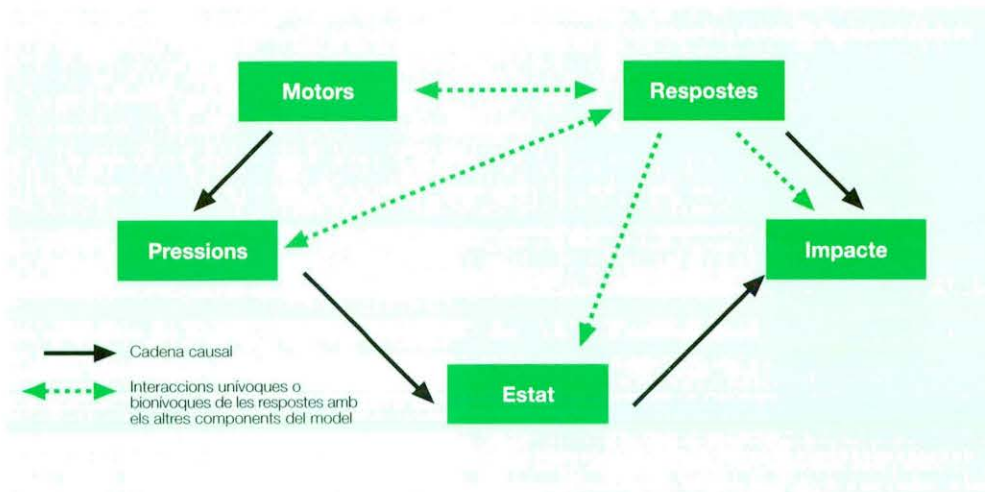 Motors
Respostes
Pressions
Impacte
Estat
Cadena causal
Interaccions unívoques o
bionívoques de les respostes amb
els altres components del model